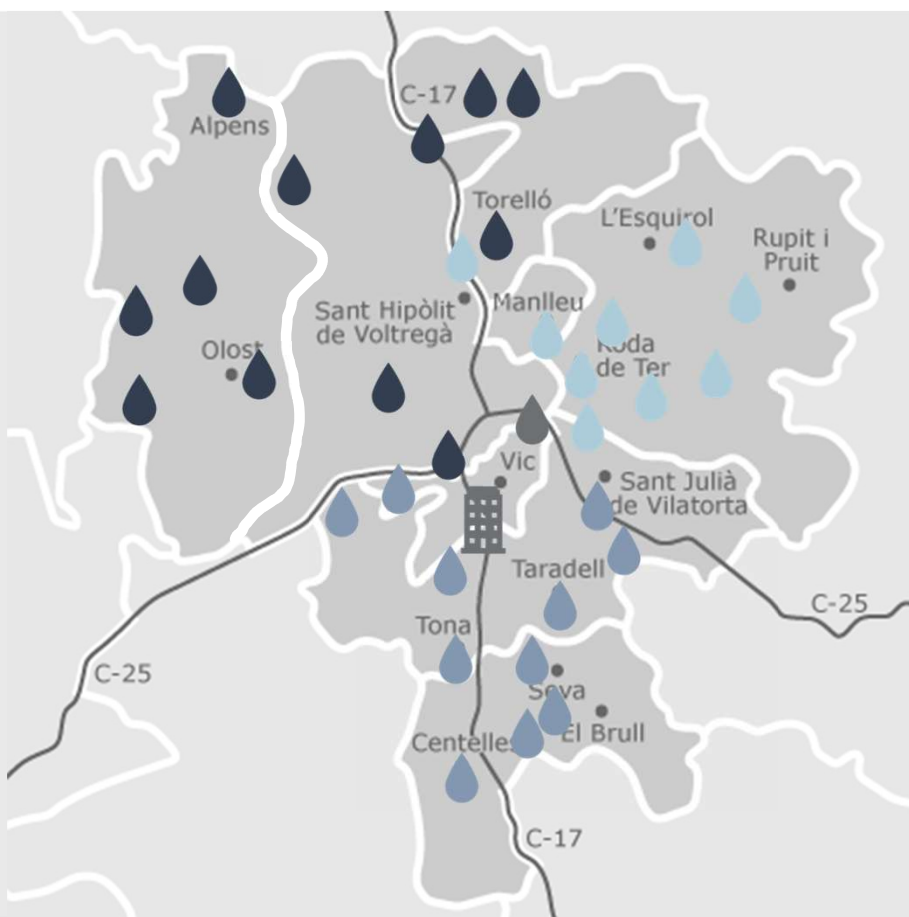 C-17
Alpens
Torelló
L'Esquirol
Rupit i
Pruit
Manlleu
Sant Hipòlit
de Voltregà
Roda
de Ter
Olost
Vic
Sant Julià
de Vilatorta
Taradell
C-25
Tona
C-25
Seva
El Brull
Centelles
C-17